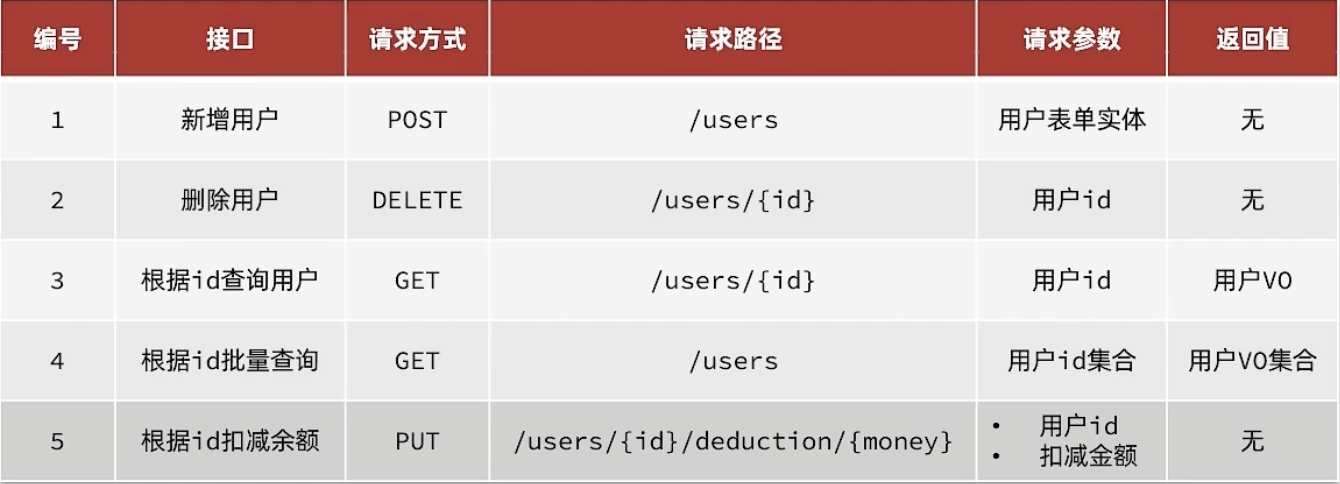 编号 接口 请求方式 请求路径 请求参数 返回值
1 新增用户 POST /users 用户表单实体 无
2 删除用户 DELETE /users/{id} 用户id 无
3 根据id查询用户 GET /users/{id} 用户id 用户VO
4 根据id批量查询 GET /users 用户id集合 用户VO集合
5 根据id扣减余额 PUT /users/{id}/deduction/{money} • 用户id 无
• 扣减金额